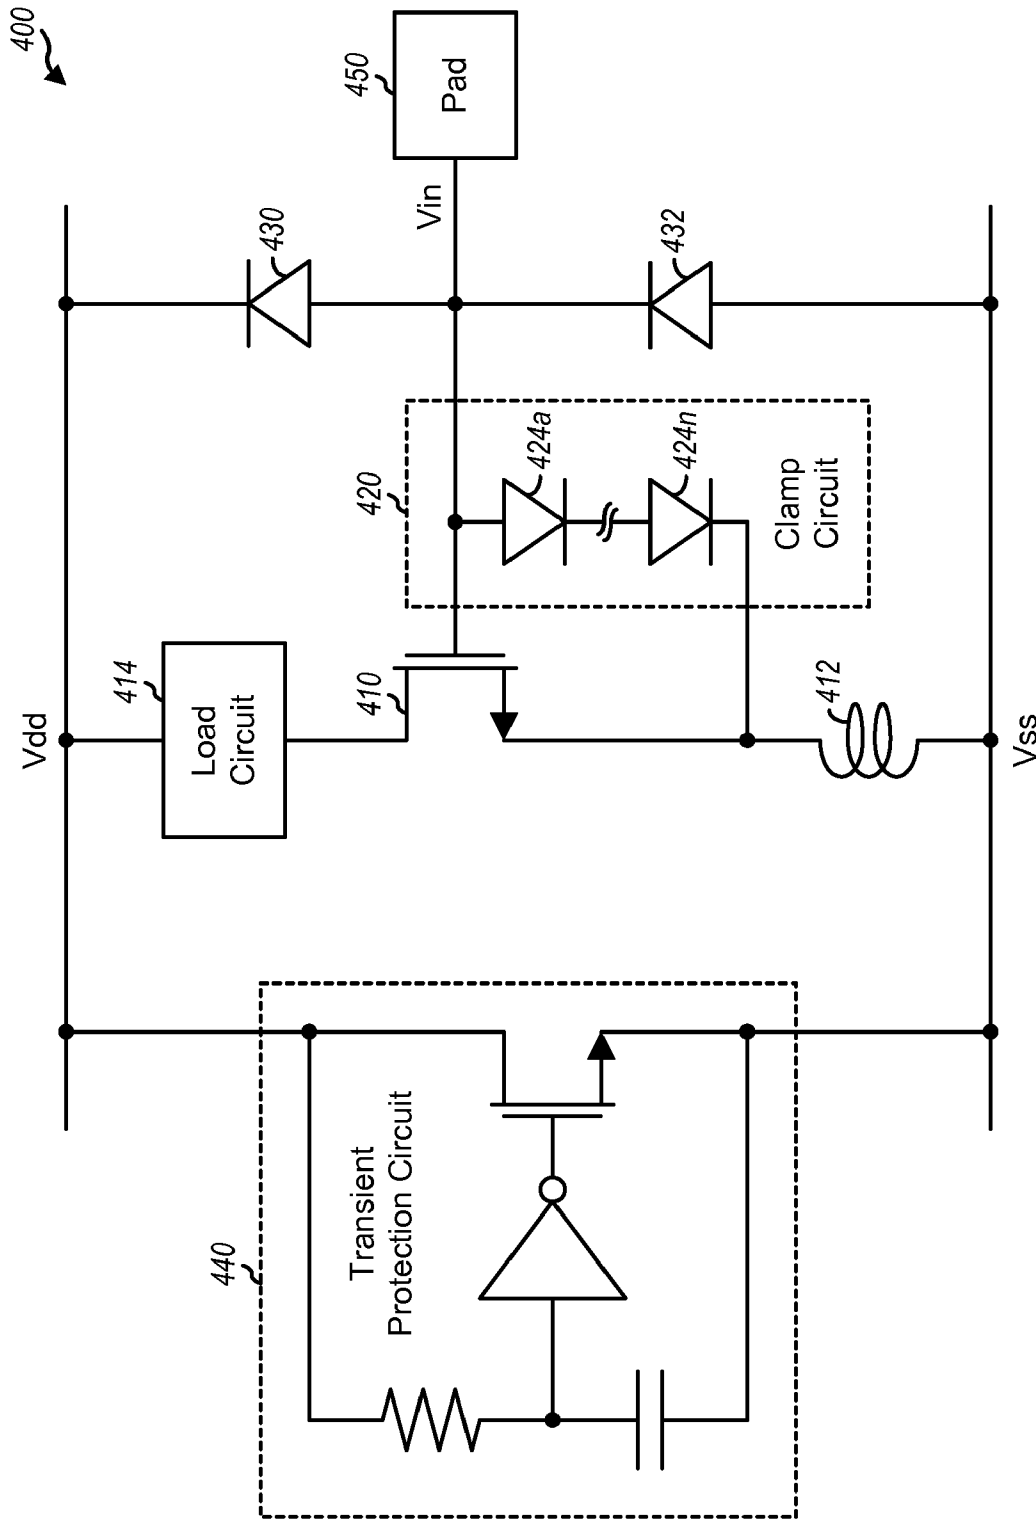 400
Vdd
414
Load
Circuit
410
420
424a
424n
Clamp
Circuit
430
432
Vin
450
Pad
412
Vss
440
Transient
Protection Circuit